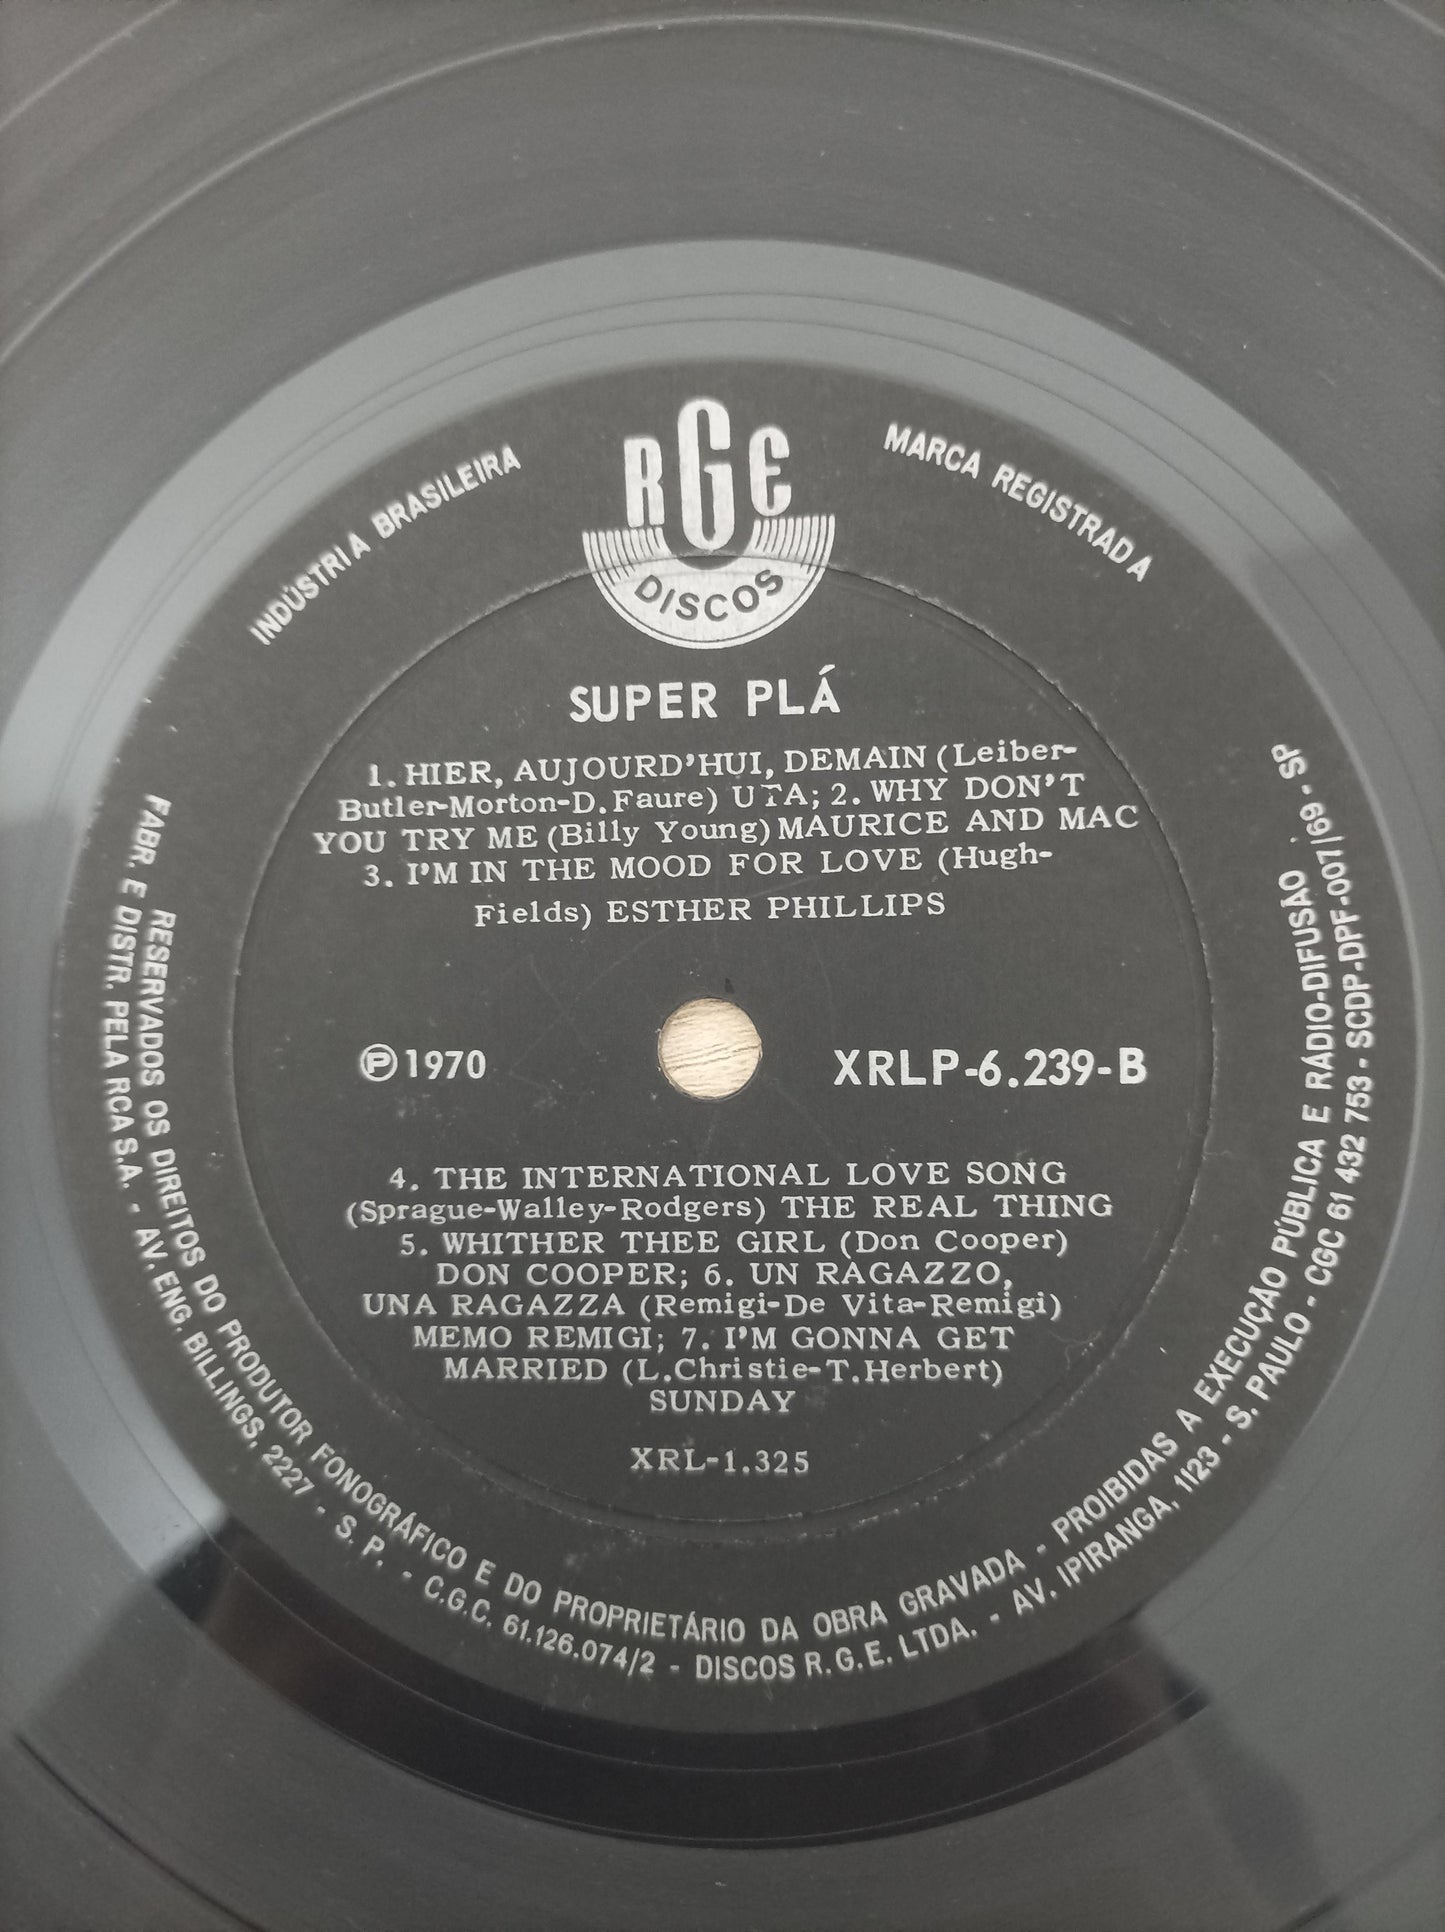 INDÚSTRIA BRASILEIRA
RGE
DISCOS
MARCA REGISTRADA
SUPER PLÁ
1. HIER, AUJOURD'HUI, DEMAIN (Leiber-
Butler-Morton-D. Faure) UTA; 2. WHY DON'T
YOU TRY ME (Billy Young) MAURICE AND MAC
3. I'M IN THE MOOD FOR LOVE (Hugh-
Fields) ESTHER PHILLIPS
Ⓟ 1970
XRLP-6.239-B
4. THE INTERNATIONAL LOVE SONG
(Sprague-Walley-Rodgers) THE REAL THING
5. WHITHER THEE GIRL (Don Cooper)
DON COOPER; 6. UN RAGAZZO,
UNA RAGAZZA (Remigi-De Vita-Remigi)
MEMO REMIGI; 7. I'M GONNA GET
MARRIED (L.Christie-T.Herbert)
SUNDAY
XRL-1.325
RESERVADOS OS DIREITOS DO PRODUTOR FONOGRÁFICO E DO PROPRIETÁRIO DA OBRA GRAVADA - PROIBIDAS A EXECUÇÃO PÚBLICA E RÁDIO-DIFUSÃO
FABR. E DISTR. PELA RCA S.A. - AV. ENG. BILLINGS, 2227 - S. P. - C.G.C. 61.126.074/2 - DISCOS R.G.E. LTDA. - AV. IPIRANGA, 1123 - S. PAULO - CGC 61 432 753 - SCDP-DPF-007/69 - SP